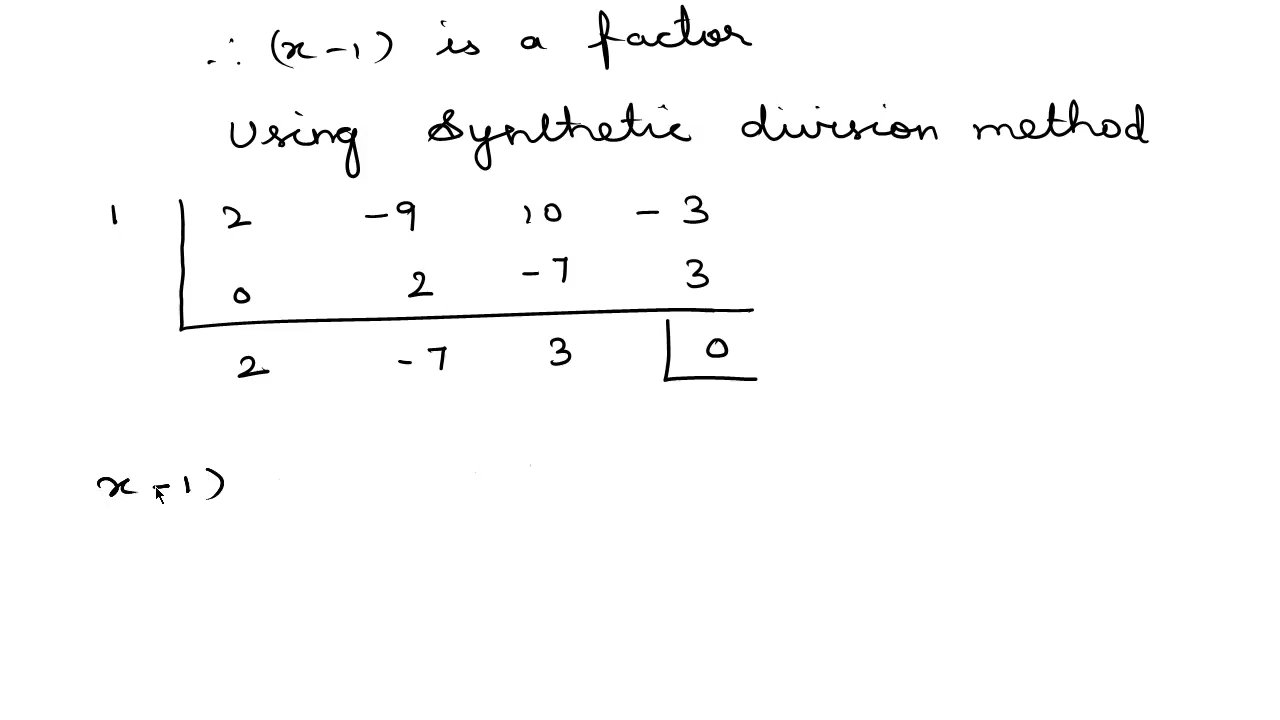 ∴ (x-1) is a factor
Using Synthetic division method
1 | 2 -9 10 -3
0 2 -7 3
2 -7 3 | 0
x-1)